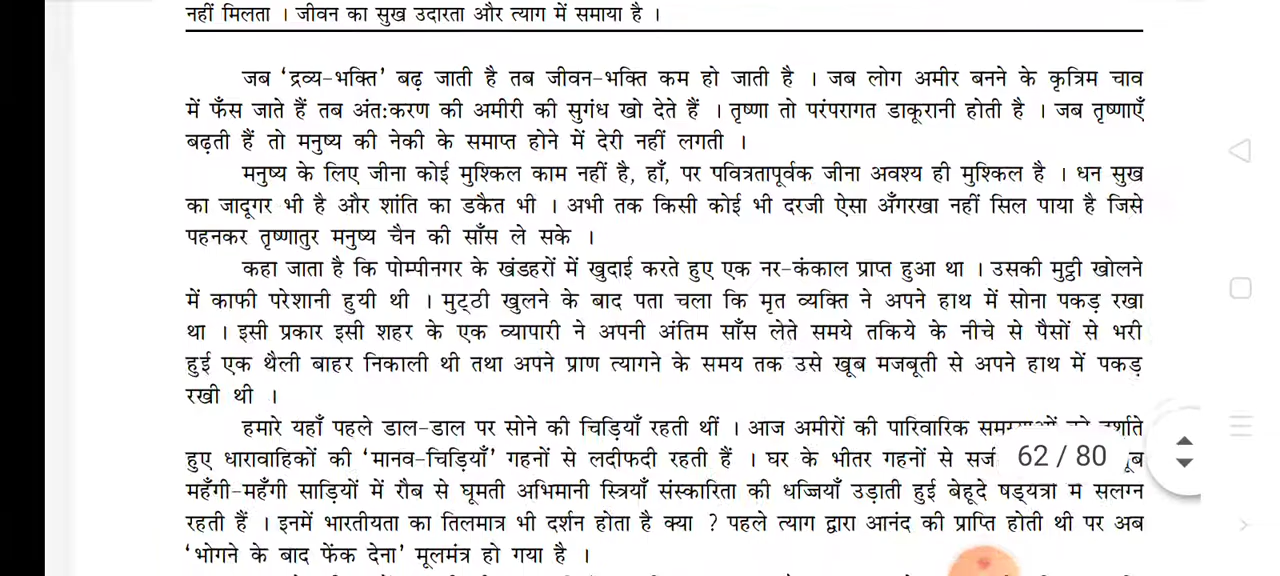 नहीं मिलता । जीवन का सुख उदारता और त्याग में समाया है ।
जब ‘द्रव्य-भक्ति’ बढ़ जाती है तब जीवन-भक्ति कम हो जाती है । जब लोग अमीर बनने के कृत्रिम चाव
में फँस जाते हैं तब अंत:करण की अमीरी की सुगंध खो देते हैं । तृष्णा तो परंपरागत डाकूरानी होती है । जब तृष्णाएँ
बढ़ती हैं तो मनुष्य की नेकी के समाप्त होने में देरी नहीं लगती ।
मनुष्य के लिए जीना कोई मुश्किल काम नहीं है, हाँ, पर पवित्रतापूर्वक जीना अवश्य ही मुश्किल है । धन सुख
का जादूगर भी है और शांति का डकैत भी । अभी तक किसी कोई भी दरजी ऐसा अँगरखा नहीं सिल पाया है जिसे
पहनकर तृष्णातुर मनुष्य चैन की साँस ले सके ।
कहा जाता है कि पोम्पीनगर के खंडहरों में खुदाई करते हुए एक नर-कंकाल प्राप्त हुआ था । उसकी मुट्ठी खोलने
में काफी परेशानी हुयी थी । मुट्ठी खुलने के बाद पता चला कि मृत व्यक्ति ने अपने हाथ में सोना पकड़ रखा
था । इसी प्रकार इसी शहर के एक व्यापारी ने अपनी अंतिम साँस लेते समये तकिये के नीचे से पैसों से भरी
हुई एक थैली बाहर निकाली थी तथा अपने प्राण त्यागने के समय तक उसे खूब मजबूती से अपने हाथ में पकड़
रखी थी ।
हमारे यहाँ पहले डाल-डाल पर सोने की चिड़ियाँ रहती थीं । आज अमीरों की पारिवारिक
हुए धारावाहिकों की ‘मानव-चिड़ियाँ’ गहनों से लदीफदी रहती हैं । घर के भीतर गहनों से 62 / 80
महँगी-महँगी साड़ियों में रौब से घूमती अभिमानी स्त्रियाँ संस्कारिता की धज्जियाँ उड़ाती हुई बेहूदे
रहती हैं । इनमें भारतीयता का तिलमात्र भी दर्शन होता है क्या ? पहले त्याग द्वारा आनंद की प्राप्ति होती थी पर अब
‘भोगने के बाद फेंक देना’ मूलमंत्र हो गया है ।